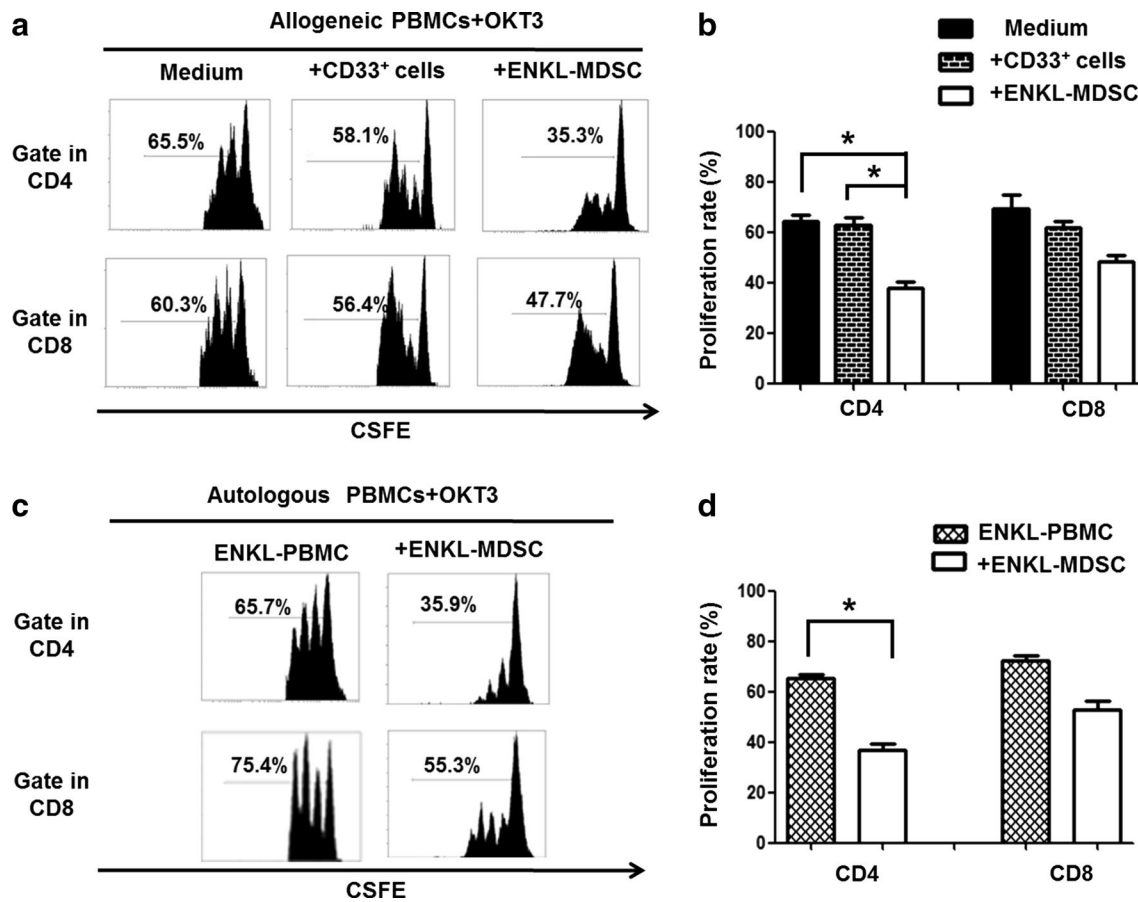 a
Allogeneic PBMCs+OKT3
Medium +CD33⁺ cells +ENKL-MDSC
Gate in CD4
65.5% 58.1% 35.3%
Gate in CD8
60.3% 56.4% 47.7%
CSFE
b
Medium
+CD33⁺ cells
+ENKL-MDSC
Proliferation rate (%)
100
80
60
40
20
0
*
*
CD4 CD8
c
Autologous PBMCs+OKT3
ENKL-PBMC +ENKL-MDSC
Gate in CD4
65.7% 35.9%
Gate in CD8
75.4% 55.3%
CSFE
d
ENKL-PBMC
+ENKL-MDSC
Proliferation rate (%)
100
80
60
40
20
0
*
CD4 CD8